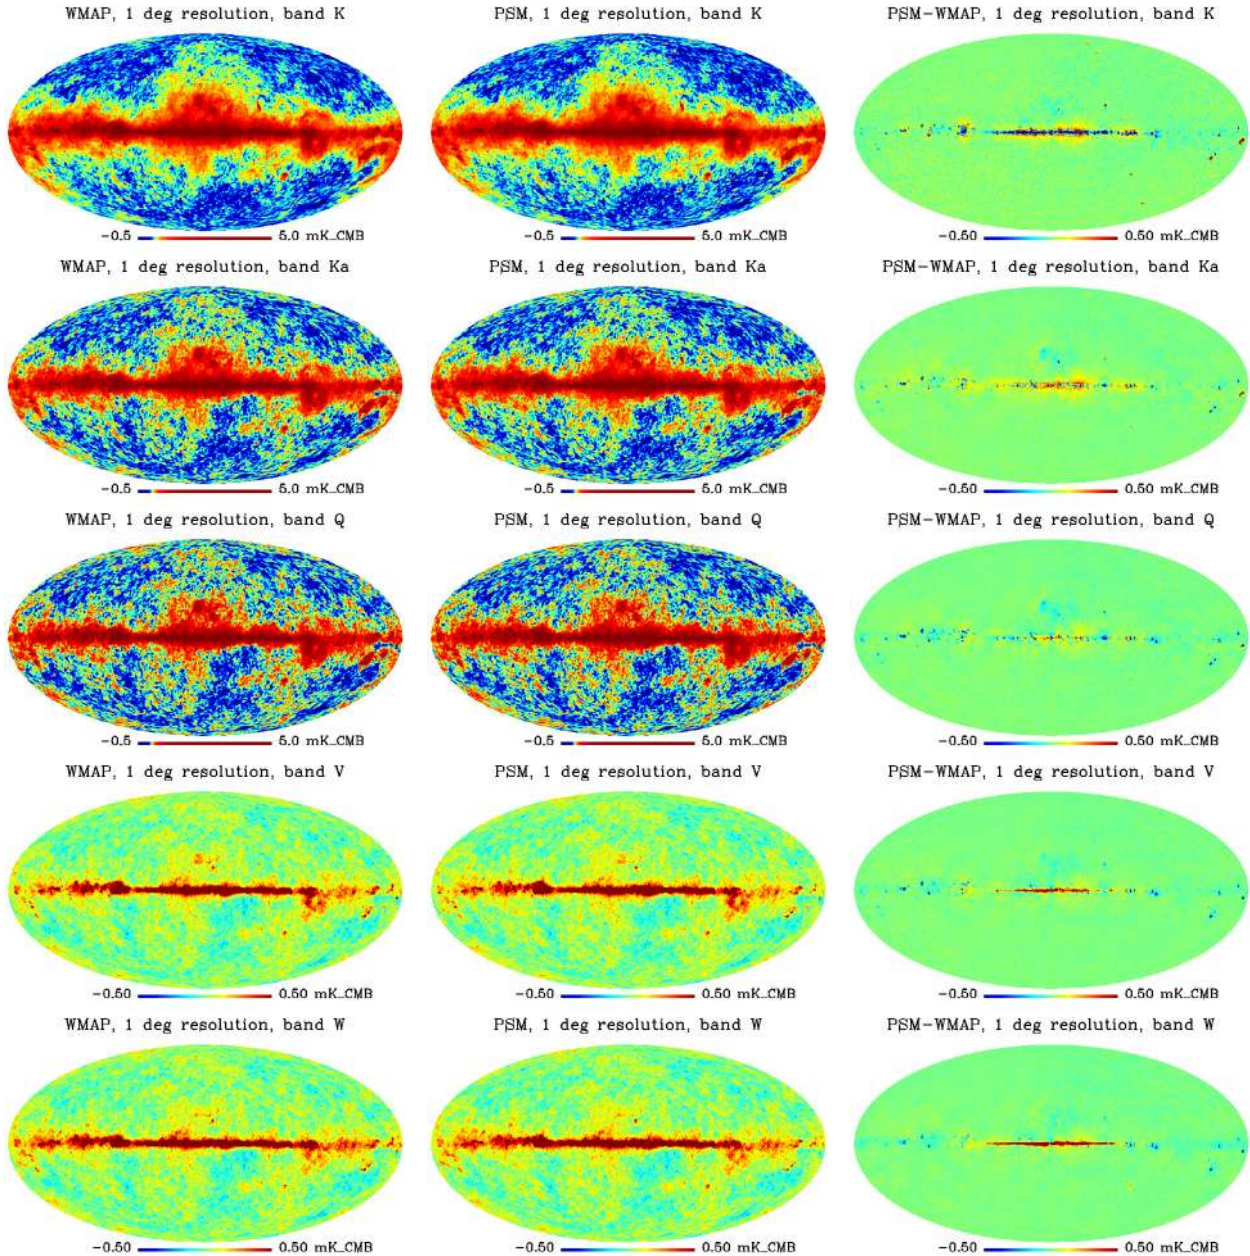 WMAP, 1 deg resolution, band K
PSM, 1 deg resolution, band K
PSM-WMAP, 1 deg resolution, band K
-0.5 5.0 mK_CMB
-0.5 5.0 mK_CMB
-0.50 0.50 mK_CMB
WMAP, 1 deg resolution, band Ka
PSM, 1 deg resolution, band Ka
PSM-WMAP, 1 deg resolution, band Ka
-0.5 5.0 mK_CMB
-0.5 5.0 mK_CMB
-0.50 0.50 mK_CMB
WMAP, 1 deg resolution, band Q
PSM, 1 deg resolution, band Q
PSM-WMAP, 1 deg resolution, band Q
-0.5 5.0 mK_CMB
-0.5 5.0 mK_CMB
-0.50 0.50 mK_CMB
WMAP, 1 deg resolution, band V
PSM, 1 deg resolution, band V
PSM-WMAP, 1 deg resolution, band V
-0.50 0.50 mK_CMB
-0.50 0.50 mK_CMB
-0.50 0.50 mK_CMB
WMAP, 1 deg resolution, band W
PSM, 1 deg resolution, band W
PSM-WMAP, 1 deg resolution, band W
-0.50 0.50 mK_CMB
-0.50 0.50 mK_CMB
-0.50 0.50 mK_CMB